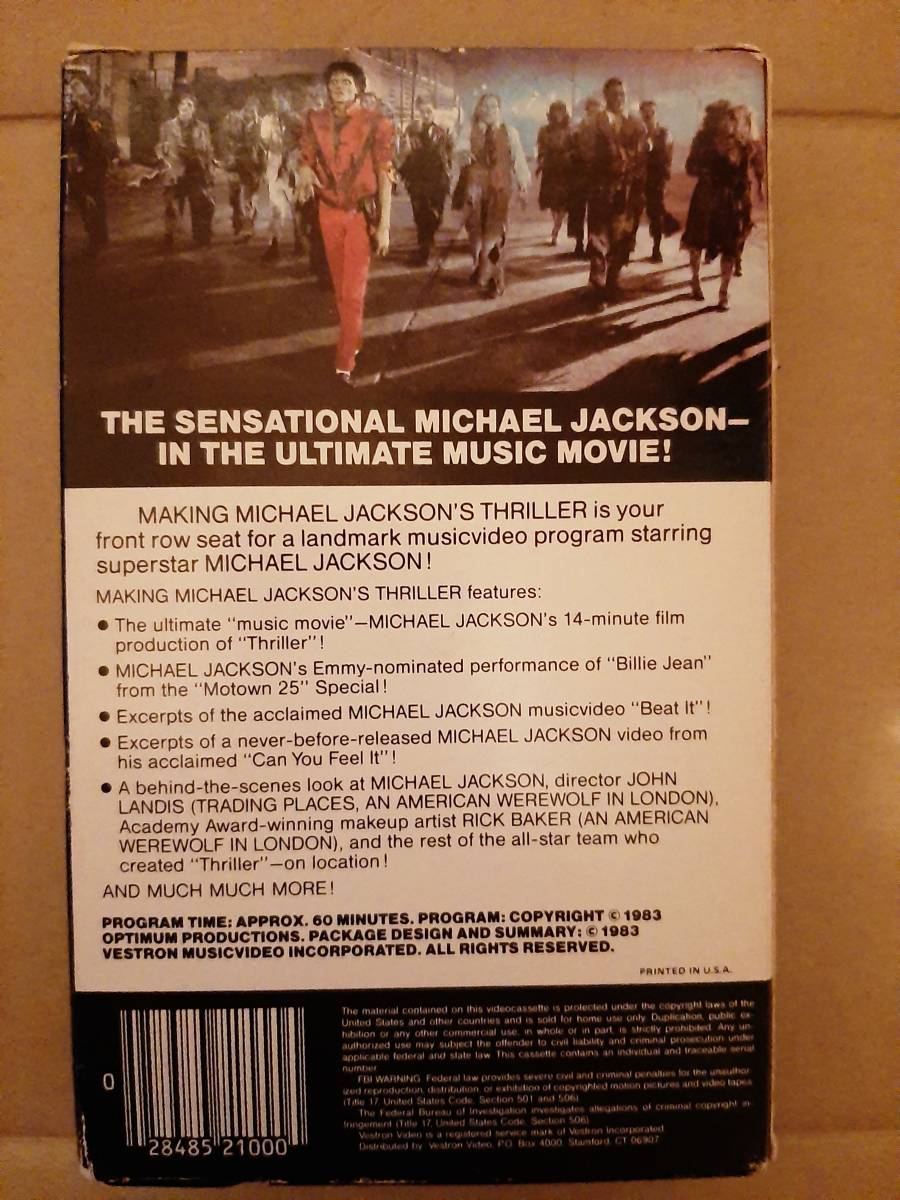 THE SENSATIONAL MICHAEL JACKSON—
IN THE ULTIMATE MUSIC MOVIE!
MAKING MICHAEL JACKSON'S THRILLER is your
front row seat for a landmark musicvideo program starring
superstar MICHAEL JACKSON!
MAKING MICHAEL JACKSON'S THRILLER features:
● The ultimate “music movie”—MICHAEL JACKSON's 14-minute film
production of “Thriller”!
● MICHAEL JACKSON's Emmy-nominated performance of “Billie Jean”
from the “Motown 25” Special!
● Excerpts of the acclaimed MICHAEL JACKSON musicvideo “Beat It”!
● Excerpts of a never-before-released MICHAEL JACKSON video from
his acclaimed “Can You Feel It”!
● A behind-the-scenes look at MICHAEL JACKSON, director JOHN
LANDIS (TRADING PLACES, AN AMERICAN WEREWOLF IN LONDON),
Academy Award-winning makeup artist RICK BAKER (AN AMERICAN
WEREWOLF IN LONDON), and the rest of the all-star team who
created “Thriller”—on location!
AND MUCH MUCH MORE!
PROGRAM TIME: APPROX. 60 MINUTES. PROGRAM: COPYRIGHT © 1983
OPTIMUM PRODUCTIONS. PACKAGE DESIGN AND SUMMARY: © 1983
VESTRON MUSICVIDEO INCORPORATED. ALL RIGHTS RESERVED.
PRINTED IN U.S.A.
0
28485 21000
The material contained on this videocassette is protected under the copyright laws of the
United States and other countries and is sold for home use only. Duplication, public ex-
hibition or any other commercial use, in whole or in part, is strictly prohibited. Any un-
authorized use may subject the offender to civil liability and criminal prosecution under
applicable federal and state law. This cassette contains an individual and traceable serial
number.
FBI WARNING: Federal law provides severe civil and criminal penalties for the unauthor-
ized reproduction, distribution, or exhibition of copyrighted motion pictures and video tapes
(Title 17, United States Code, Section 501 and 506).
The Federal Bureau of Investigation investigates allegations of criminal copyright in-
fringement (Title 17, United States Code, Section 506).
Vestron Video is a registered service mark of Vestron Incorporated
Distributed by Vestron Video, P.O. Box 4000, Stamford, CT 06907